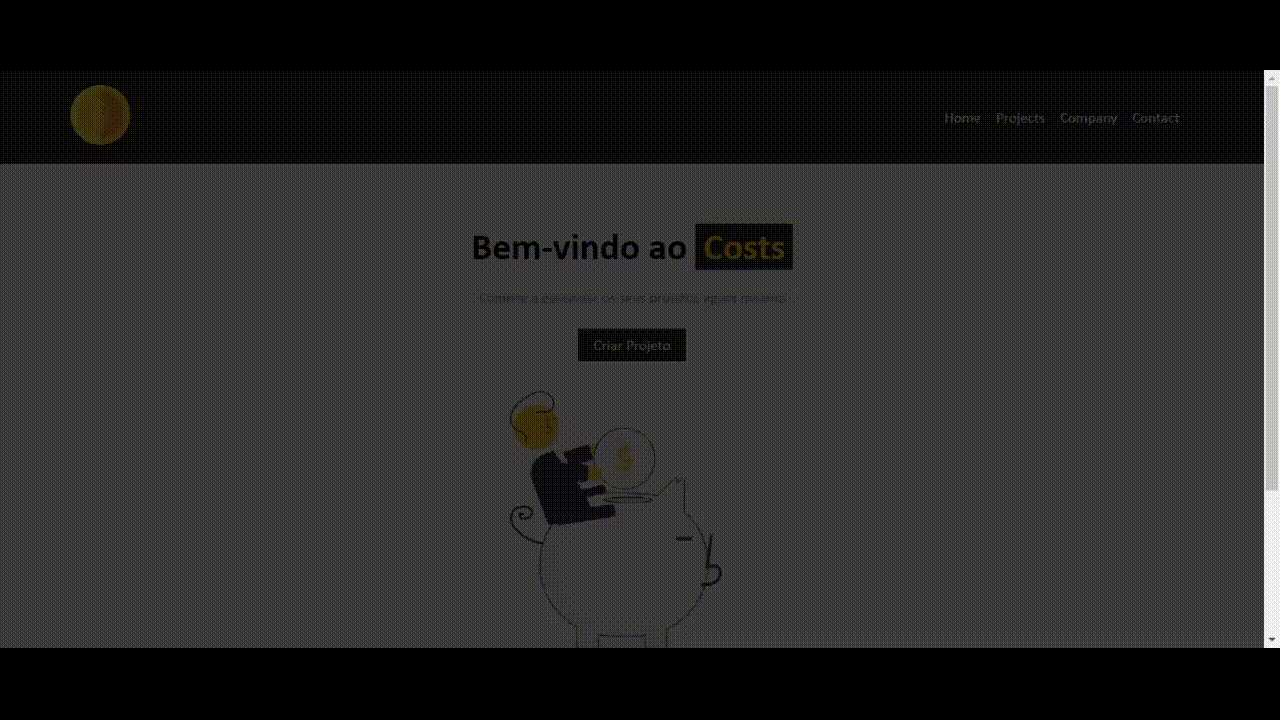 Home Projects Company Contact
Bem-vindo ao Costs
Comece a gerenciar os seus projetos agora mesmo
Criar Projeto
$